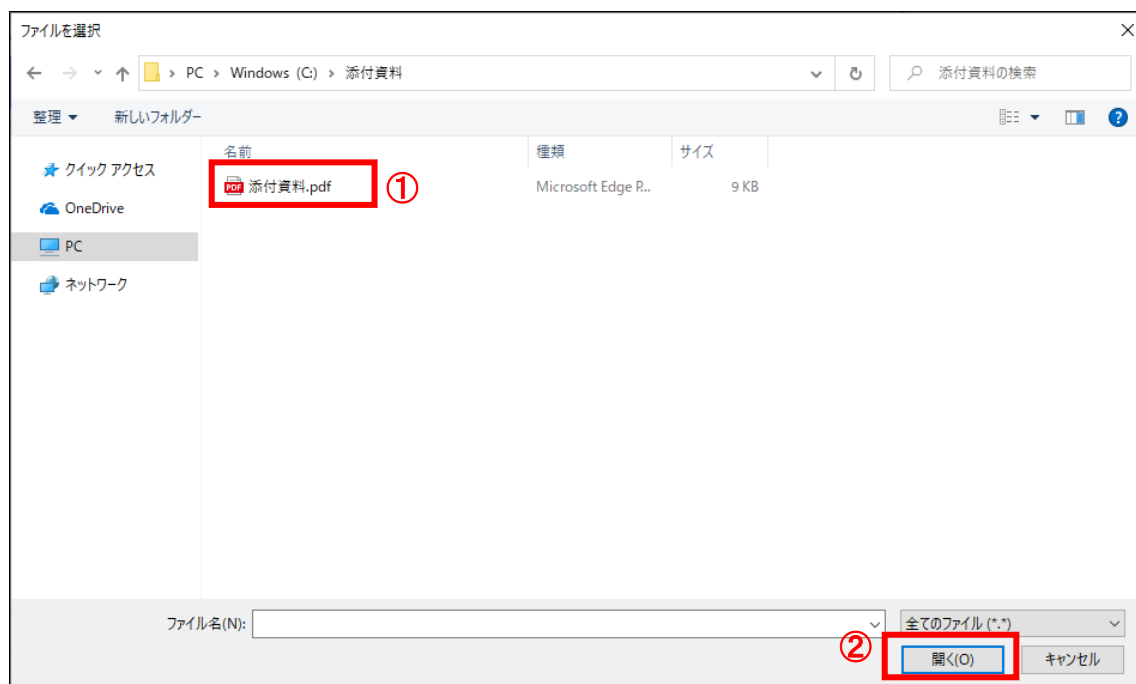 ファイルを選択
PC > Windows (C:) > 添付資料
添付資料の検索
整理
新しいフォルダー
名前
種類
サイズ
クイック アクセス
OneDrive
PC
ネットワーク
PDF 添付資料.pdf
①
Microsoft Edge P...
9 KB
ファイル名(N):
全てのファイル (*.*)
②
開く(O)
キャンセル